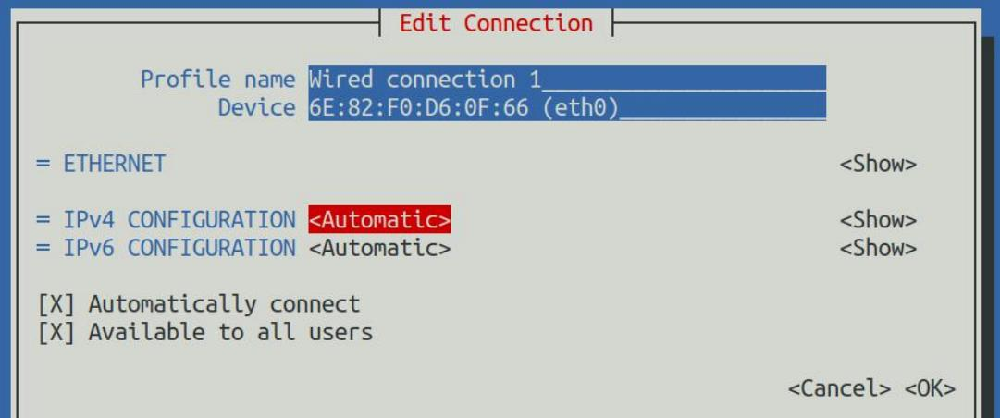 Edit Connection
Profile name Wired connection 1
Device 6E:82:F0:D6:0F:66 (eth0)
= ETHERNET <Show>
= IPv4 CONFIGURATION <Automatic> <Show>
= IPv6 CONFIGURATION <Automatic> <Show>
[X] Automatically connect
[X] Available to all users
<Cancel> <OK>